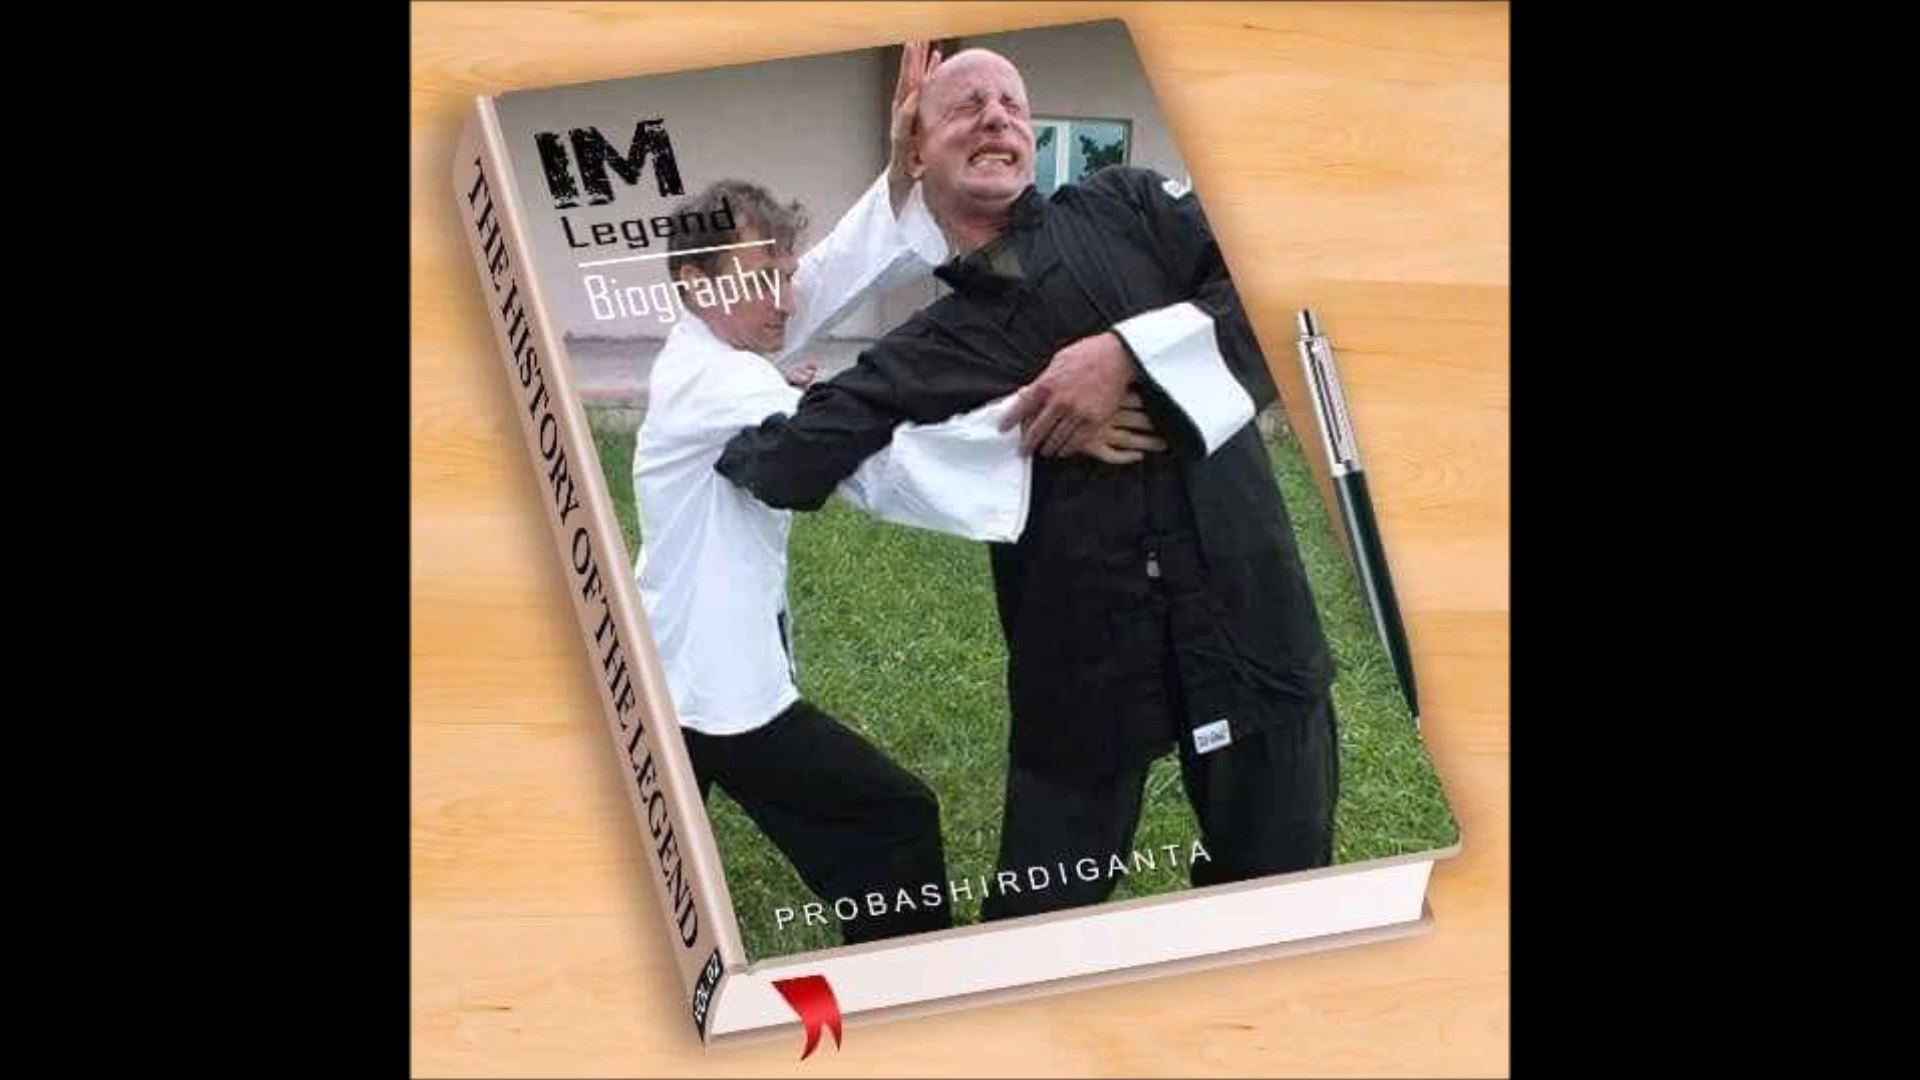 IM
Legend
Biography
THE HISTORY OF THE LEGEND
PROBASHIRDIGANTA